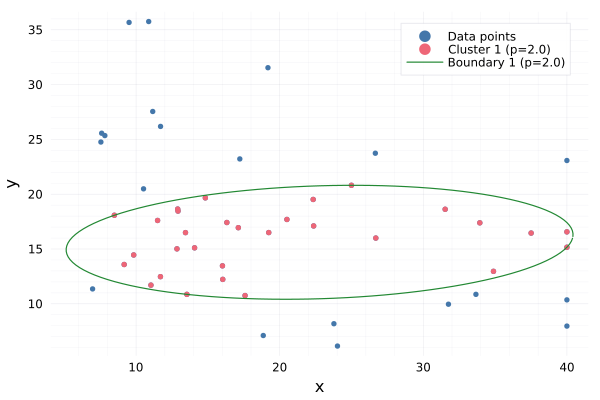 Data points
Cluster 1 (p=2.0)
Boundary 1 (p=2.0)
35
30
25
20
15
10
y
10 20 30 40
x